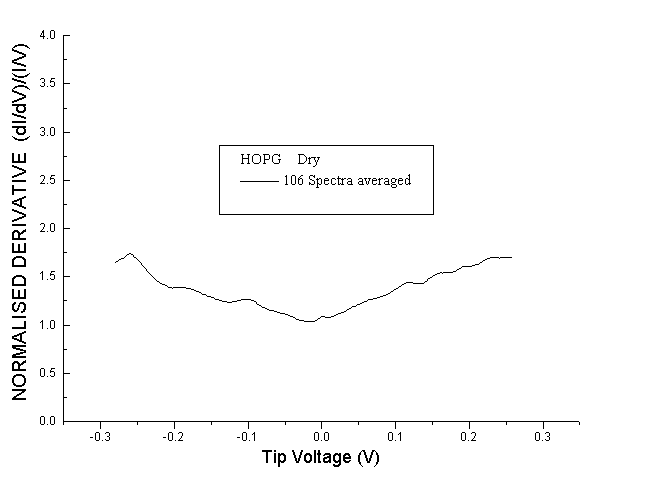 4.0
3.5
3.0
2.5
2.0
1.5
1.0
0.5
0.0
NORMALISED DERIVATIVE (dI/dV)/(I/V)
HOPG Dry
106 Spectra averaged
-0.3 -0.2 -0.1 0.0 0.1 0.2 0.3
Tip Voltage (V)